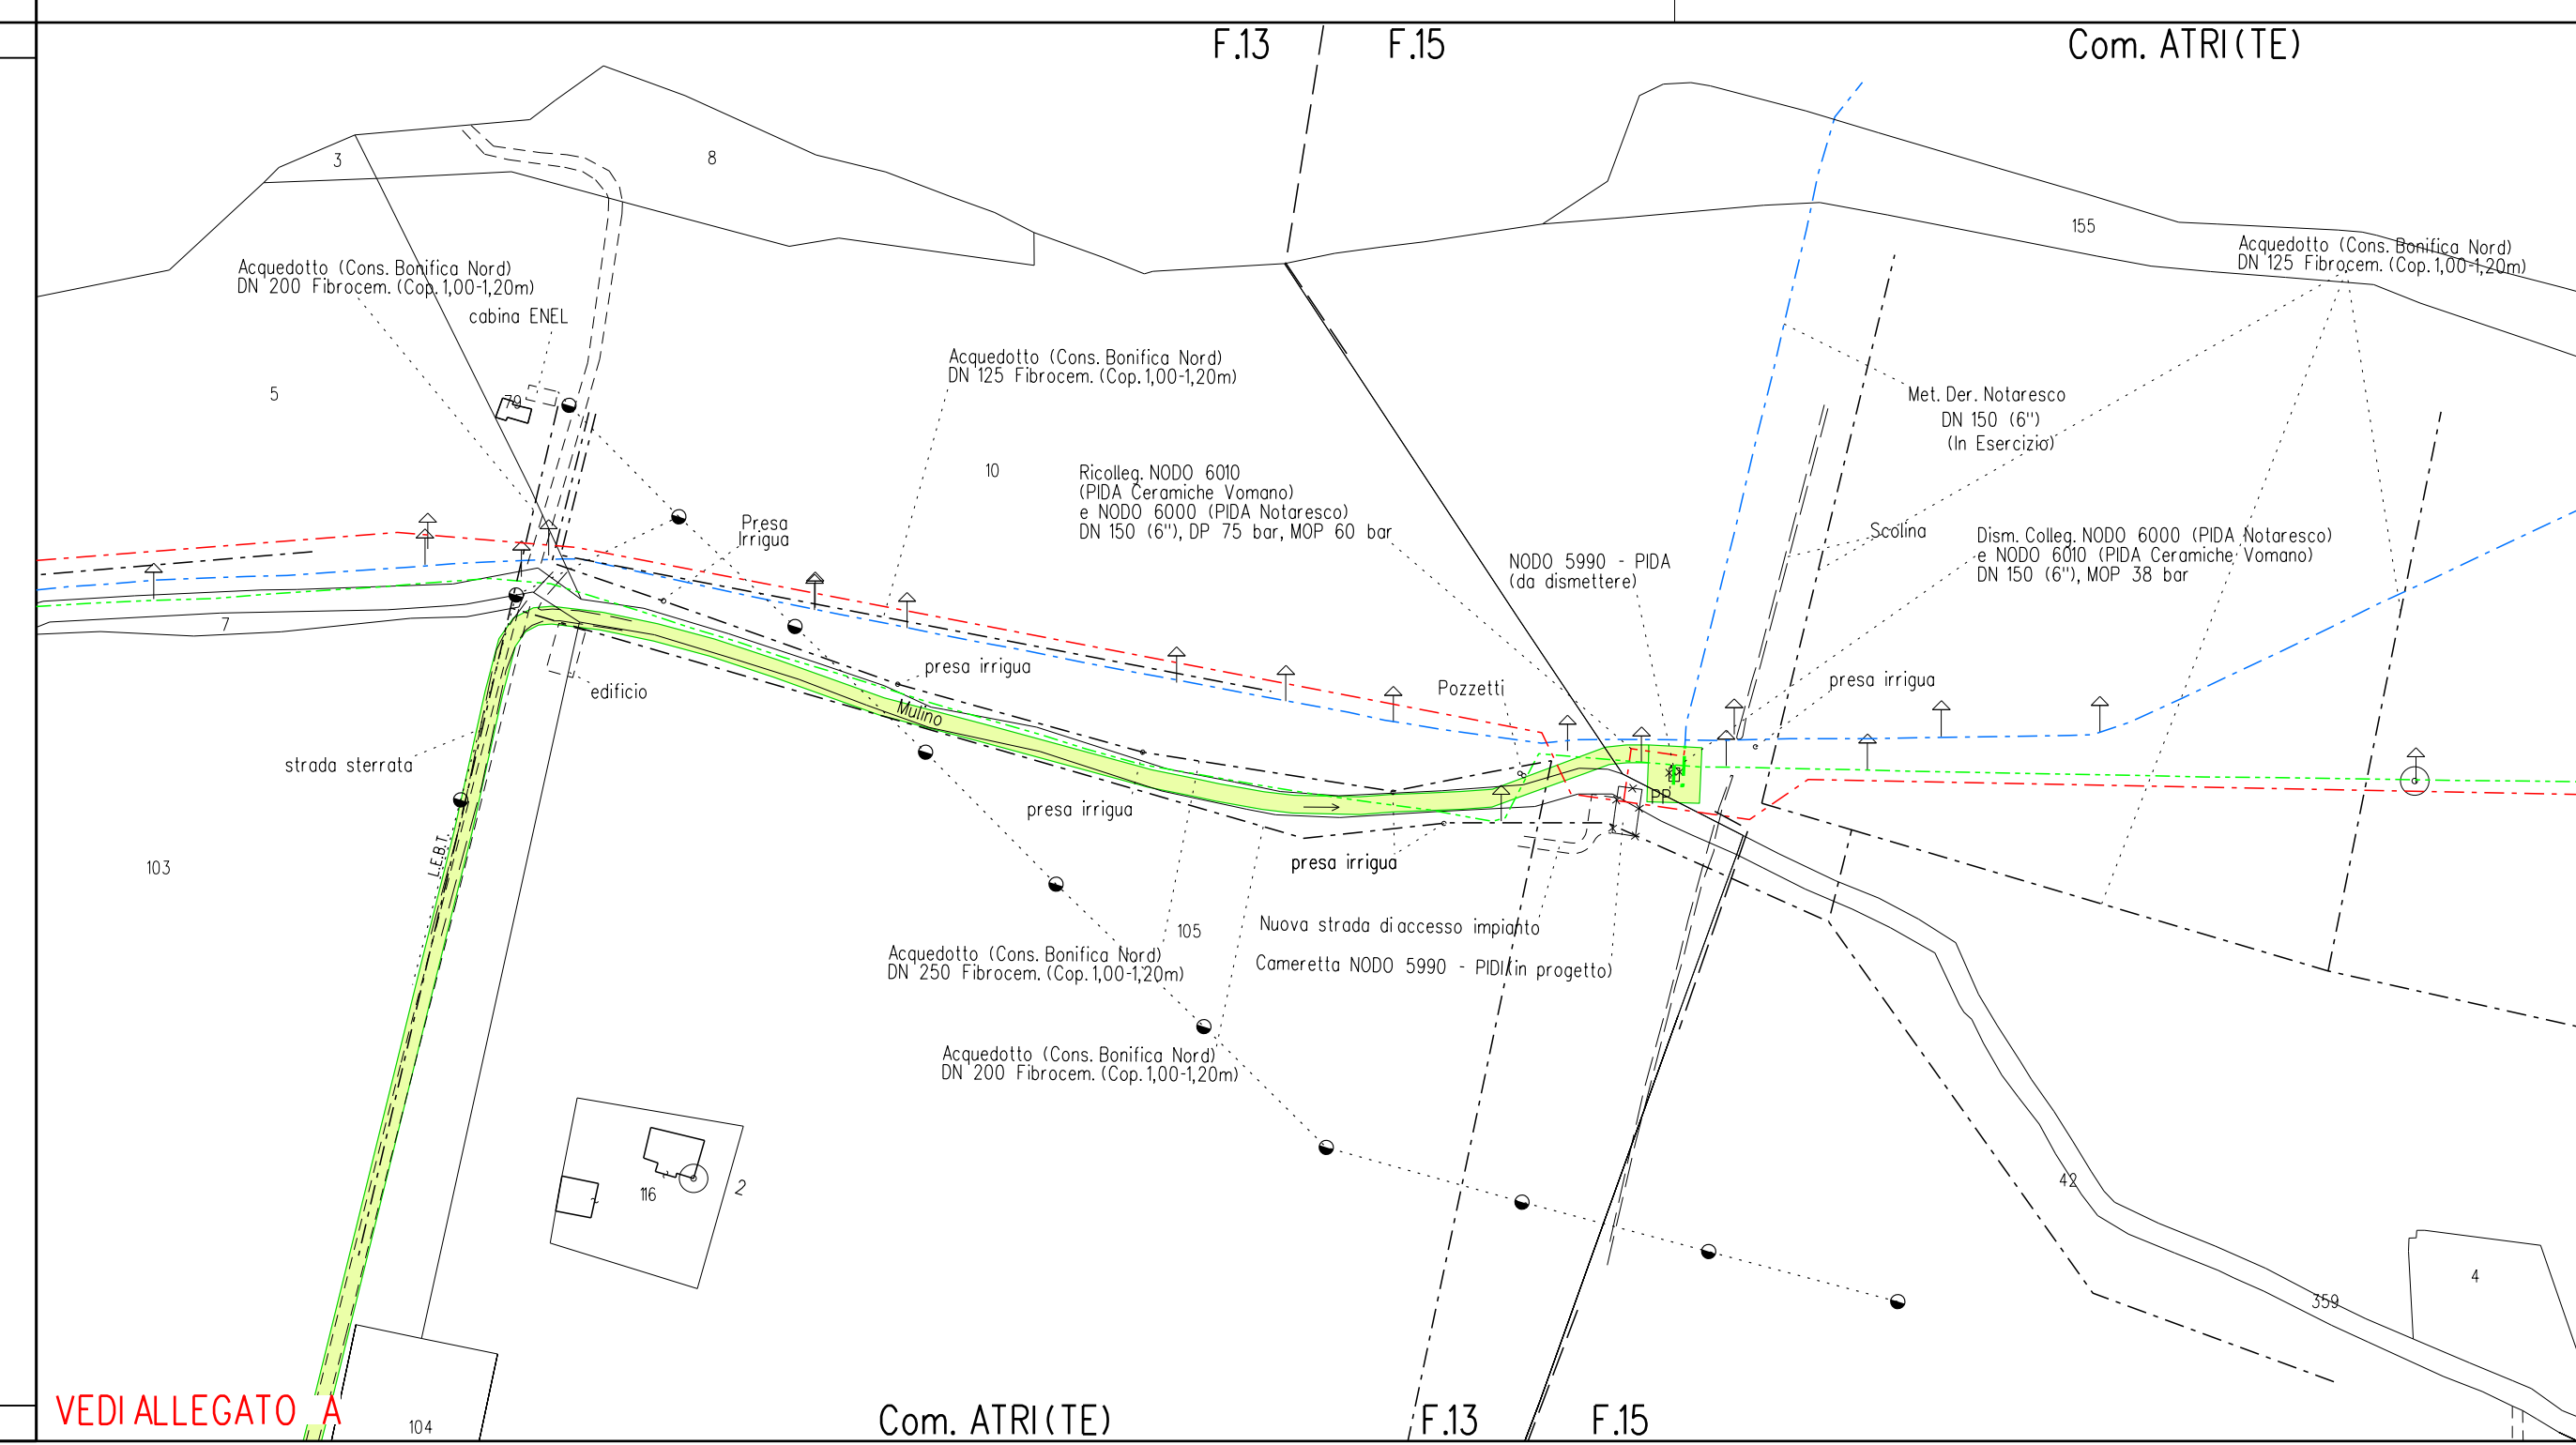 F.13
F.15
Com. ATRI (TE)
3
8
155
Acquedotto (Cons. Bonifica Nord)
DN 125 Fibrocem. (Cop. 1,00-1,20m)
Acquedotto (Cons. Bonifica Nord)
DN 200 Fibrocem. (Cop. 1,00-1,20m)
cabina ENEL
Acquedotto (Cons. Bonifica Nord)
DN 125 Fibrocem. (Cop. 1,00-1,20m)
5
79
Met. Der. Notaresco
DN 150 (6")
(In Esercizio)
10
Ricolleg. NODO 6010
(PIDA Ceramiche Vomano)
e NODO 6000 (PIDA Notaresco)
DN 150 (6"), DP 75 bar, MOP 60 bar
Presa
Irrigua
Scolina
Dism. Colleg. NODO 6000 (PIDA Notaresco)
e NODO 6010 (PIDA Ceramiche Vomano)
DN 150 (6"), MOP 38 bar
NODO 5990 - PIDA
(da dismettere)
7
presa irrigua
presa irrigua
Pozzetti
edificio
Mulino
strada sterrata
8
PP
presa irrigua
L.E.B.T.
103
presa irrigua
105
Nuova strada di accesso impianto
Acquedotto (Cons. Bonifica Nord)
DN 250 Fibrocem. (Cop. 1,00-1,20m)
Cameretta NODO 5990 - PIDI (in progetto)
Acquedotto (Cons. Bonifica Nord)
DN 200 Fibrocem. (Cop. 1,00-1,20m)
116
2
42
4
359
VEDI ALLEGATO A
104
Com. ATRI (TE)
F.13
F.15